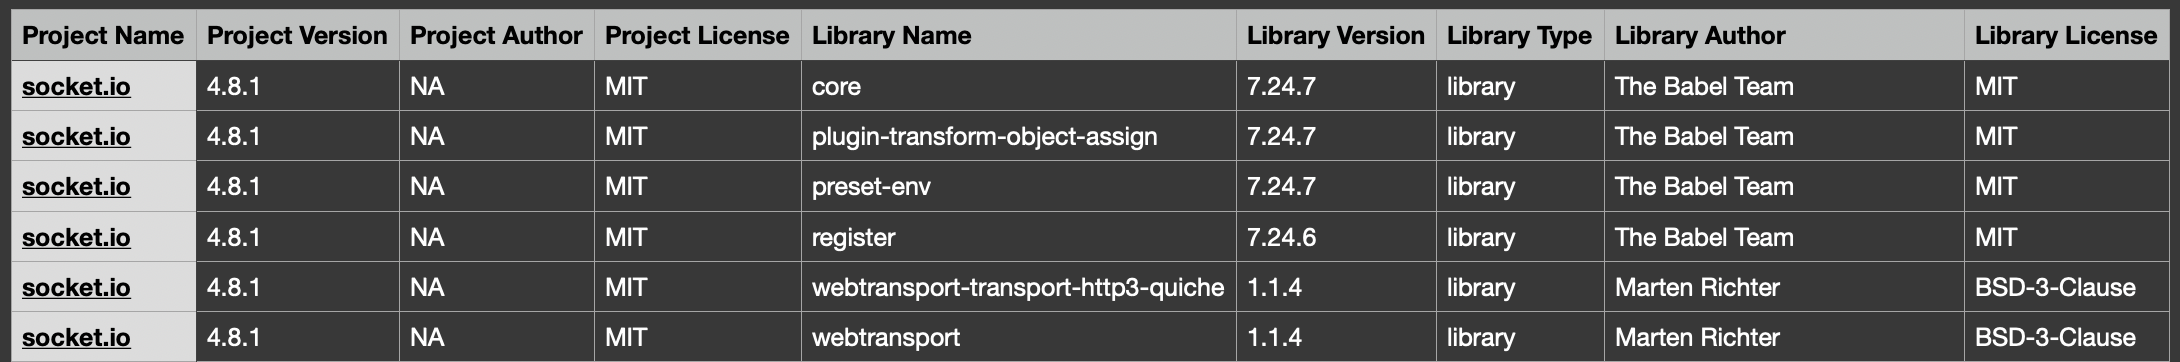 Project Name Project Version Project Author Project License Library Name Library Version Library Type Library Author Library License
socket.io 4.8.1 NA MIT core 7.24.7 library The Babel Team MIT
socket.io 4.8.1 NA MIT plugin-transform-object-assign 7.24.7 library The Babel Team MIT
socket.io 4.8.1 NA MIT preset-env 7.24.7 library The Babel Team MIT
socket.io 4.8.1 NA MIT register 7.24.6 library The Babel Team MIT
socket.io 4.8.1 NA MIT webtransport-transport-http3-quiche 1.1.4 library Marten Richter BSD-3-Clause
socket.io 4.8.1 NA MIT webtransport 1.1.4 library Marten Richter BSD-3-Clause